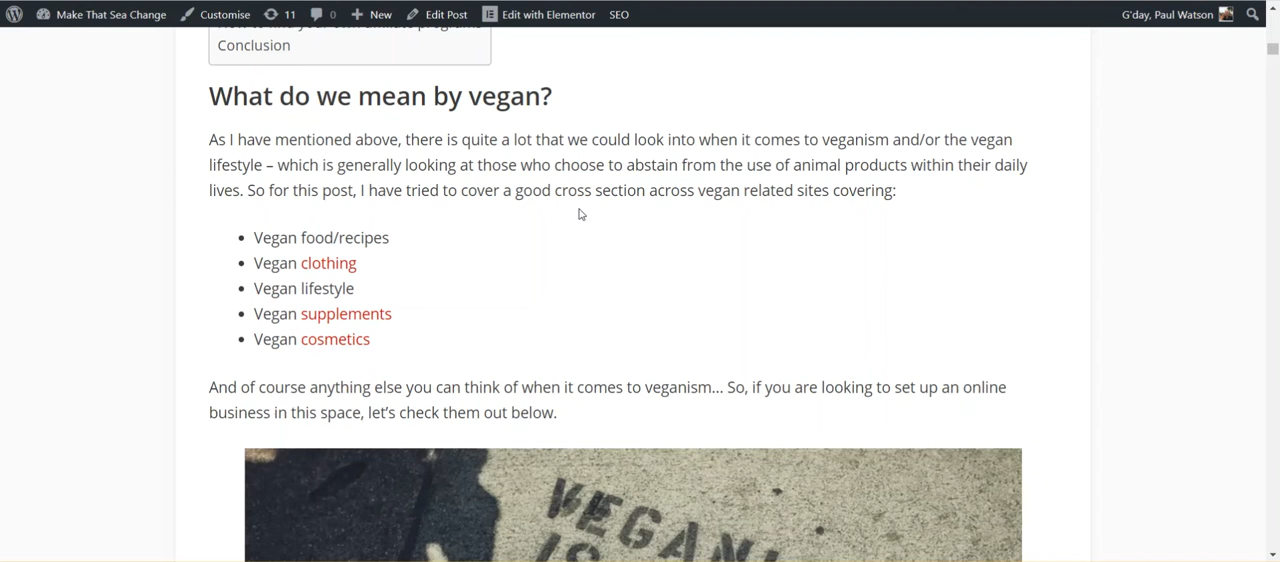 Make That Sea Change Customise 11 0 New Edit Post Edit with Elementor SEO G'day, Paul Watson
Conclusion
What do we mean by vegan?
As I have mentioned above, there is quite a lot that we could look into when it comes to veganism and/or the vegan
lifestyle – which is generally looking at those who choose to abstain from the use of animal products within their daily
lives. So for this post, I have tried to cover a good cross section across vegan related sites covering:
• Vegan food/recipes
• Vegan clothing
• Vegan lifestyle
• Vegan supplements
• Vegan cosmetics
And of course anything else you can think of when it comes to veganism... So, if you are looking to set up an online
business in this space, let's check them out below.
VEGAN